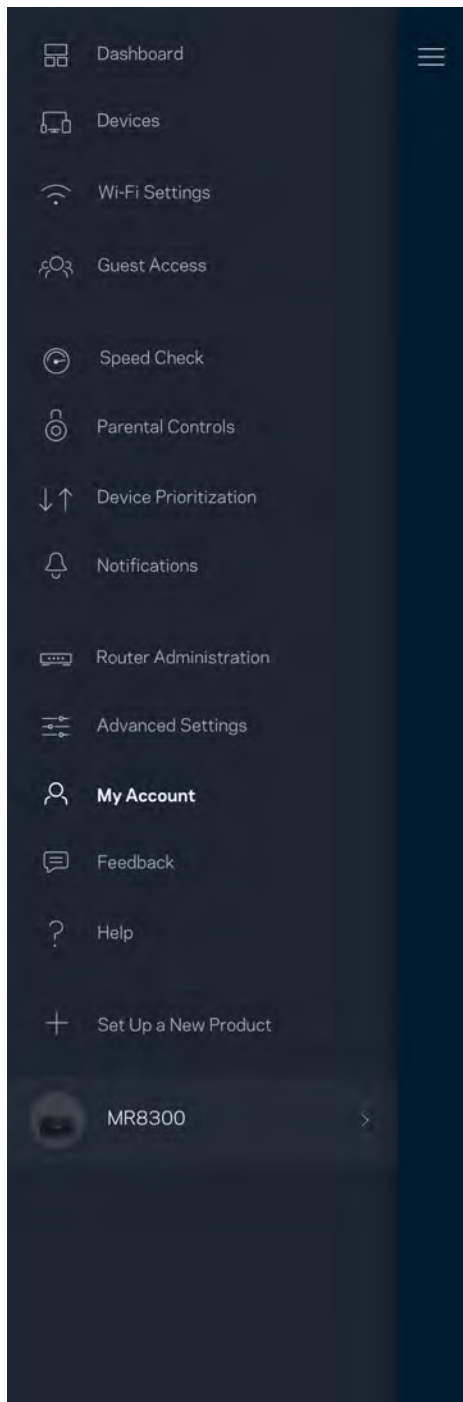 Dashboard
Devices
Wi-Fi Settings
Guest Access
Speed Check
Parental Controls
Device Prioritization
Notifications
Router Administration
Advanced Settings
My Account
Feedback
Help
Set Up a New Product
MR8300